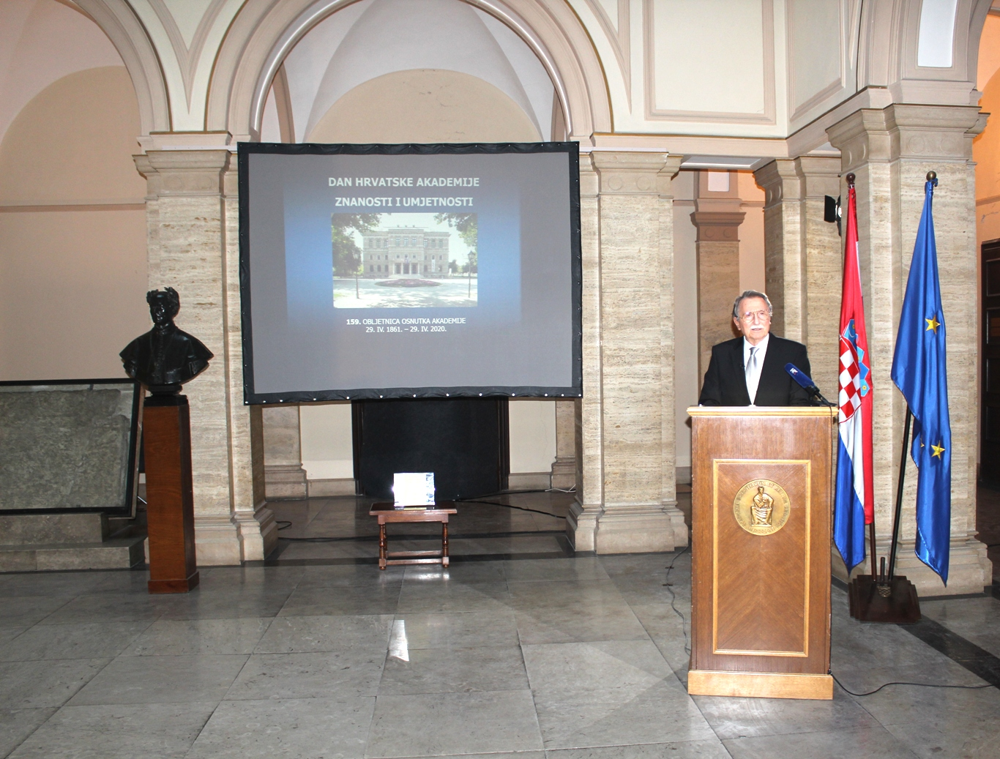 DAN HRVATSKE AKADEMIJE
ZNANOSTI I UMJETNOSTI
159. OBLJETNICA OSNUTKA AKADEMIJE
29. IV. 1861. – 29. IV. 2020.